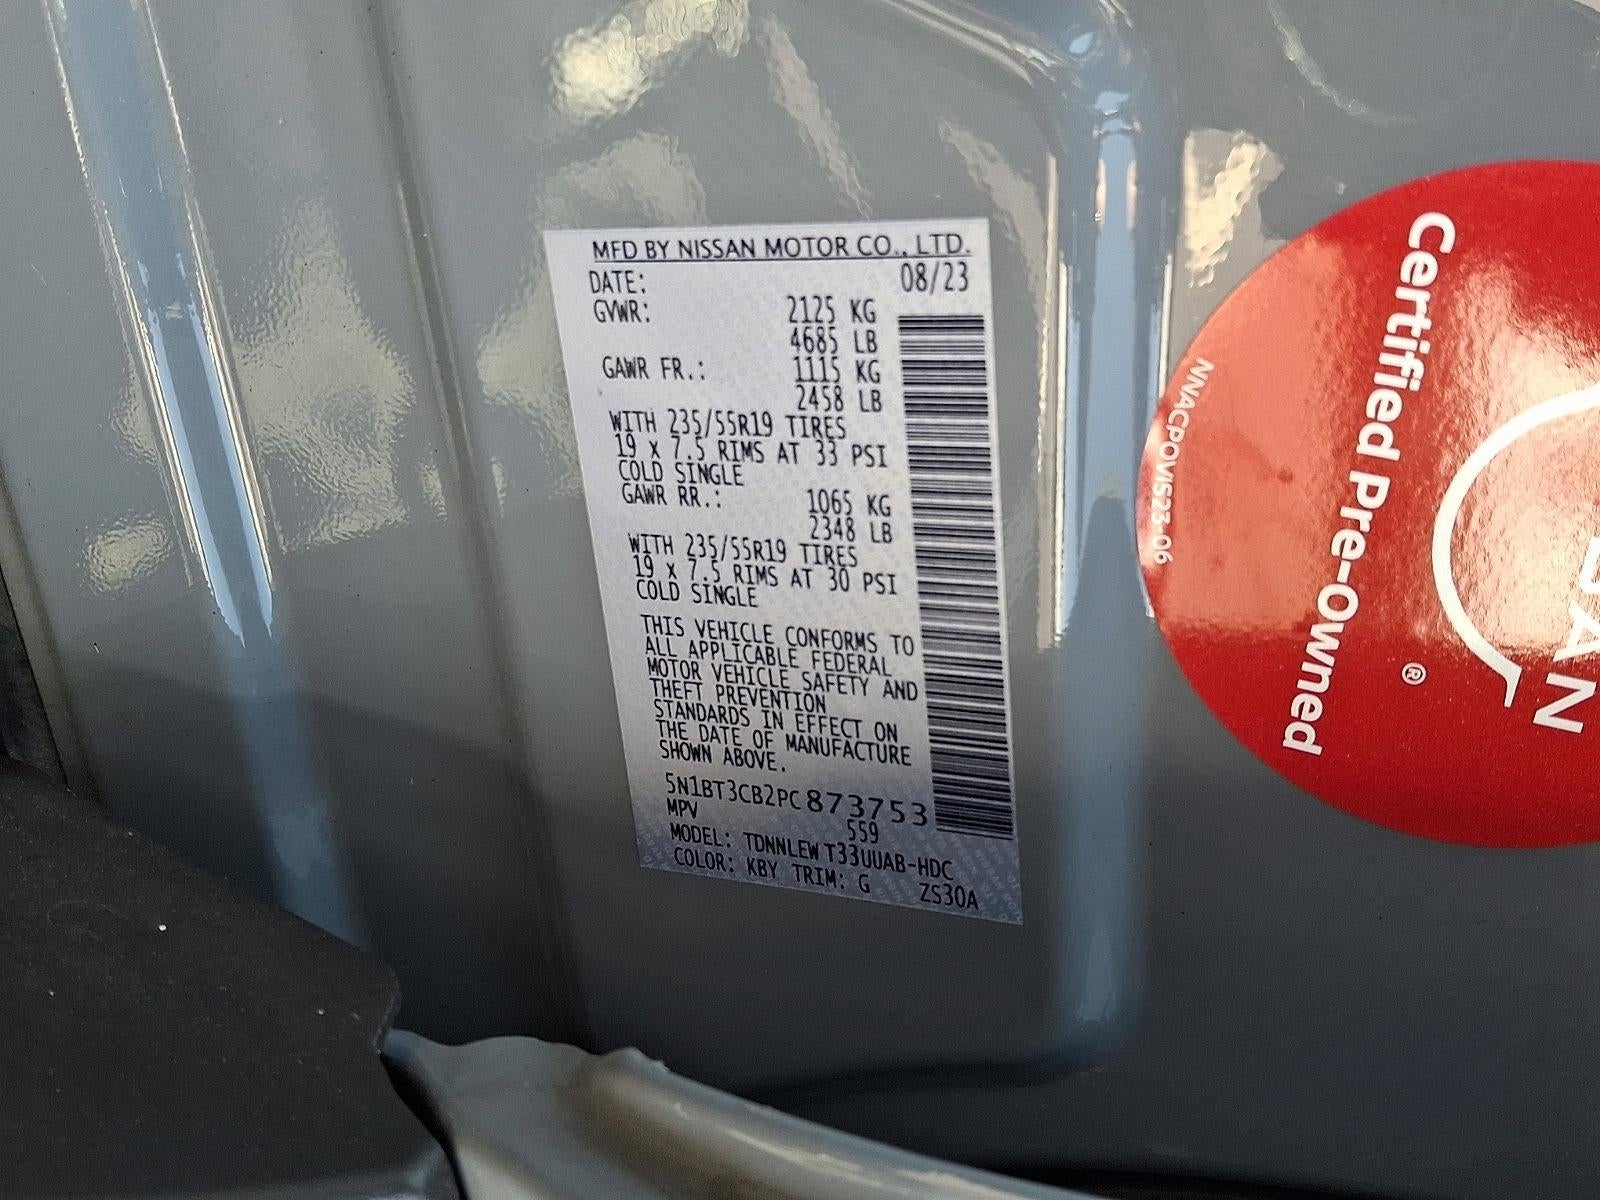 MFD BY NISSAN MOTOR CO., LTD.
DATE: 08/23
GVWR: 2125 KG
4685 LB
GAWR FR.: 1115 KG
2458 LB
WITH 235/55R19 TIRES
19 x 7.5 RIMS AT 33 PSI
COLD SINGLE
GAWR RR.: 1065 KG
2348 LB
WITH 235/55R19 TIRES
19 x 7.5 RIMS AT 30 PSI
COLD SINGLE
THIS VEHICLE CONFORMS TO
ALL APPLICABLE FEDERAL
MOTOR VEHICLE SAFETY AND
THEFT PREVENTION
STANDARDS IN EFFECT ON
THE DATE OF MANUFACTURE
SHOWN ABOVE.
5N1BT3CB2PC873753
MPV 559
MODEL: TDNNLEW T33UUAB-HDC
COLOR: KBY TRIM: G ZS30A
Certified Pre-Owned
®
NNACPOVIS23-06